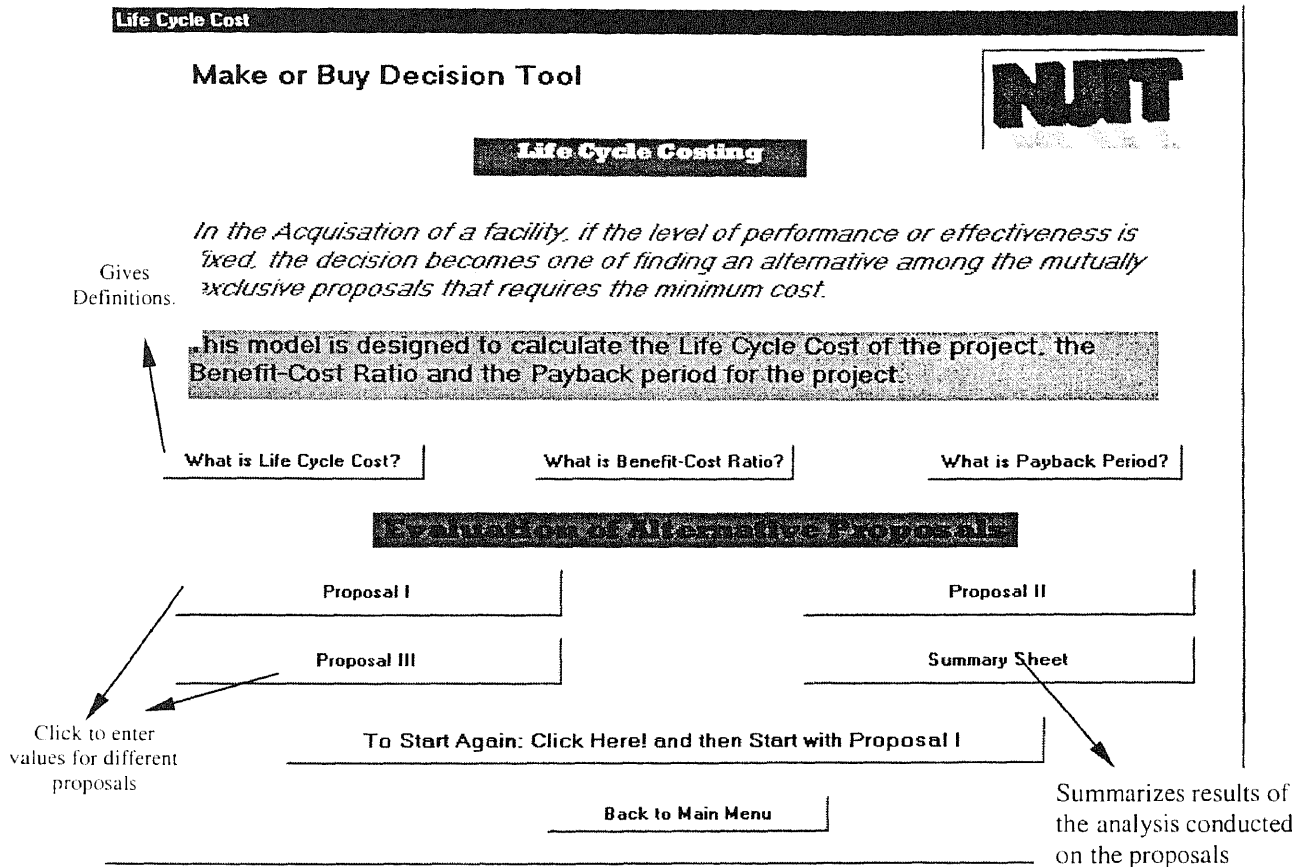 Life Cycle Cost
Make or Buy Decision Tool
NJIT
Life Cycle Costing
In the Acquisation of a facility, if the level of performance or effectiveness is
ixed, the decision becomes one of finding an alternative among the mutually
xclusive proposals that requires the minimum cost.
Gives
Definitions.
his model is designed to calculate the Life Cycle Cost of the project, the
Benefit-Cost Ratio and the Payback period for the project.
What is Life Cycle Cost?
What is Benefit-Cost Ratio?
What is Payback Period?
Evaluation of Alternative Proposals
Proposal I
Proposal II
Proposal III
Summary Sheet
Click to enter
values for different
proposals
To Start Again: Click Here! and then Start with Proposal I
Back to Main Menu
Summarizes results of
the analysis conducted
on the proposals